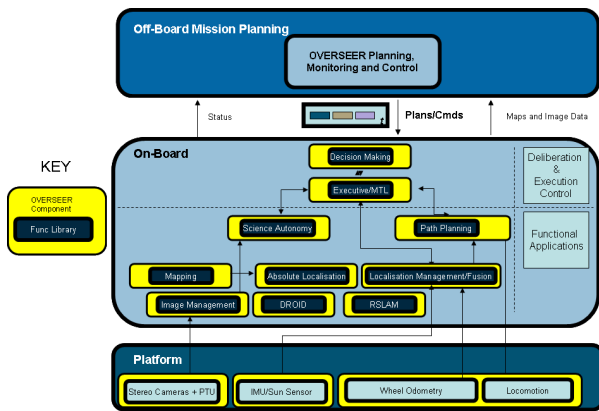 Off-Board Mission Planning
OVERSEER Planning,
Monitoring and Control
Status
t
Plans/Cmds
Maps and Image Data
KEY
OVERSEER
Component
Func Library
On-Board
Decision Making
Executive/MTL
Deliberation
&
Execution
Control
Science Autonomy
Path Planning
Functional
Applications
Mapping
Absolute Localisation
Localisation Management/Fusion
Image Management
DROID
RSLAM
Platform
Stereo Cameras + PTU
IMU/Sun Sensor
Wheel Odometry
Locomotion